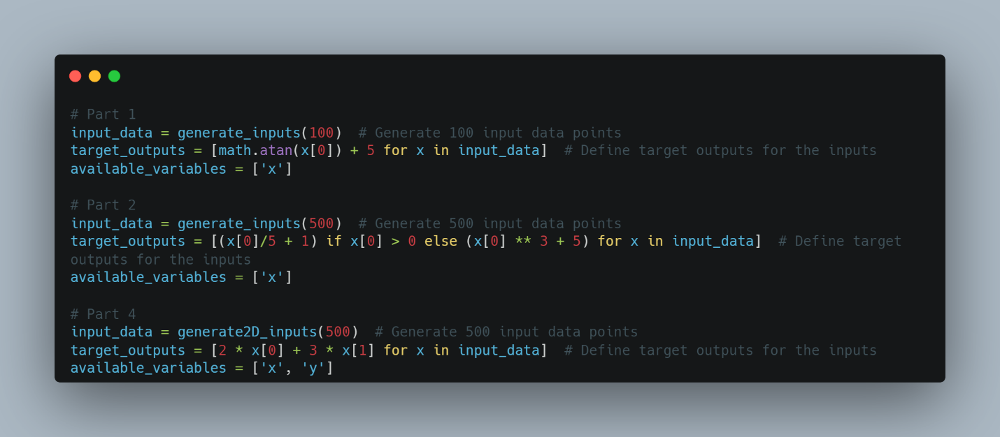 # Part 1
input_data = generate_inputs(100)  # Generate 100 input data points
target_outputs = [math.atan(x[0]) + 5 for x in input_data]  # Define target outputs for the inputs
available_variables = ['x']

# Part 2
input_data = generate_inputs(500)  # Generate 500 input data points
target_outputs = [(x[0]/5 + 1) if x[0] > 0 else (x[0] ** 3 + 5) for x in input_data]  # Define target
outputs for the inputs
available_variables = ['x']

# Part 4
input_data = generate2D_inputs(500)  # Generate 500 input data points
target_outputs = [2 * x[0] + 3 * x[1] for x in input_data]  # Define target outputs for the inputs
available_variables = ['x', 'y']